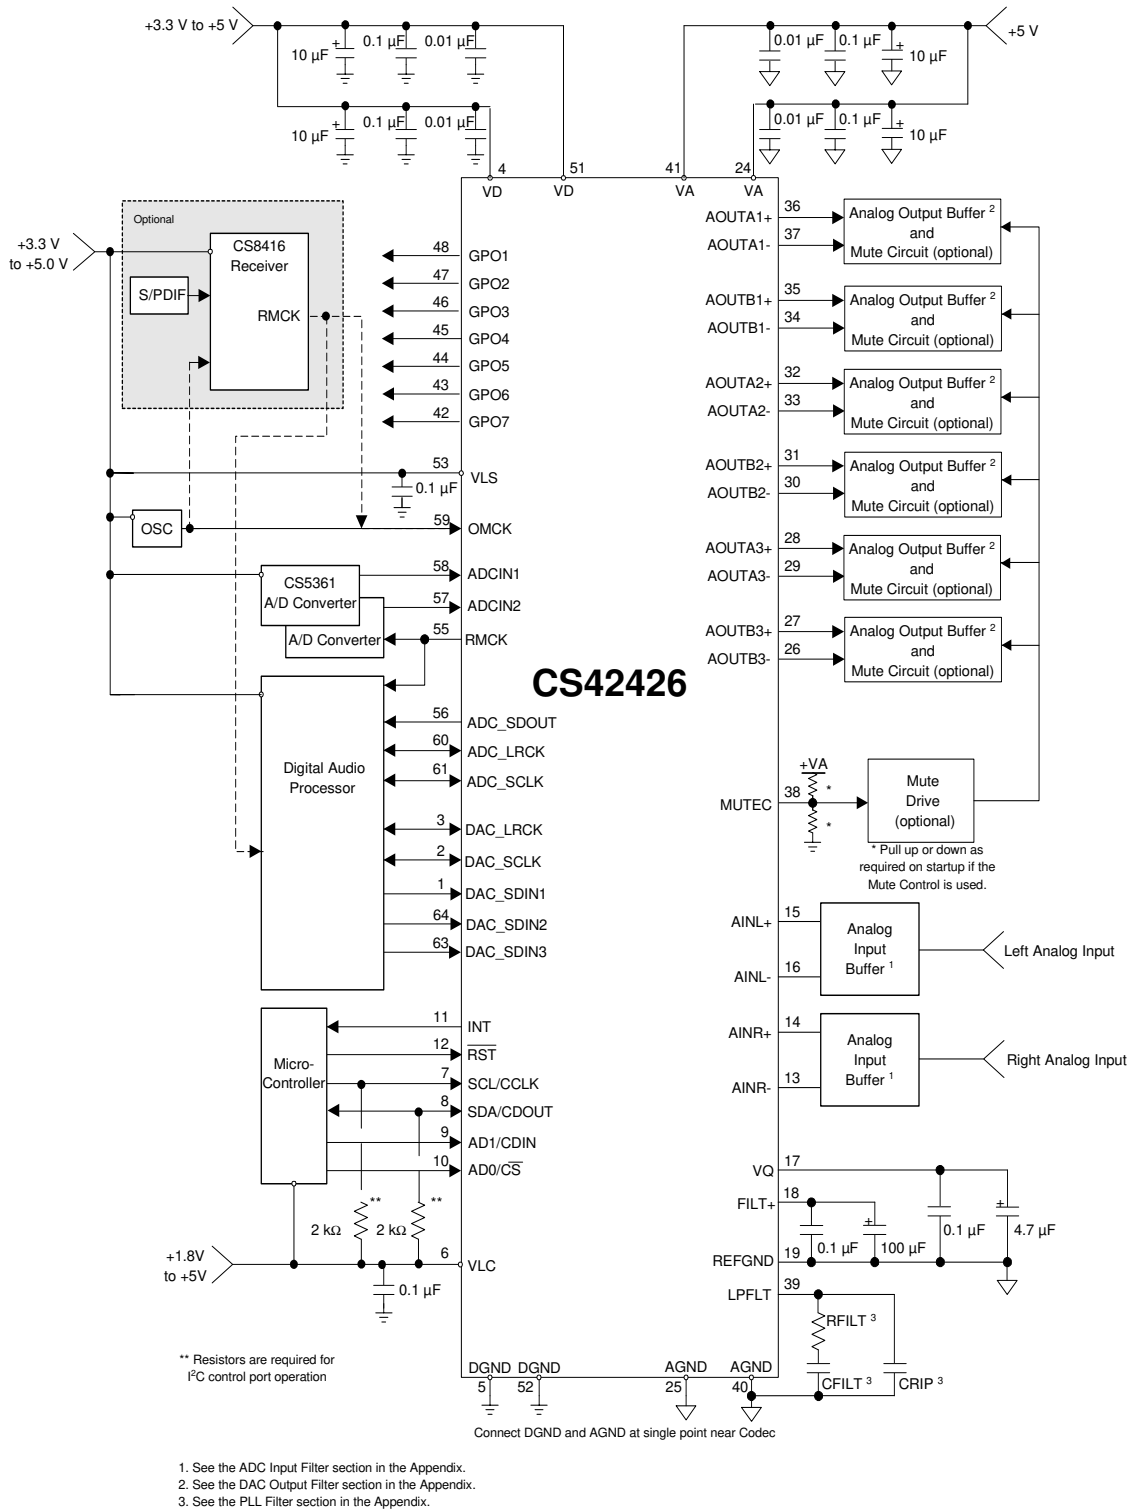 +3.3 V to +5 V
10 µF
+
0.1 µF
0.01 µF
0.01 µF
0.1 µF
+
10 µF
+5 V
10 µF
+
0.1 µF
0.01 µF
0.01 µF
0.1 µF
+
10 µF
4
VD
51
VD
41
VA
24
VA
+3.3 V
to +5.0 V
Optional
CS8416
Receiver
S/PDIF
RMCK
48
GPO1
47
GPO2
46
GPO3
45
GPO4
44
GPO5
43
GPO6
42
GPO7
53
VLS
0.1 µF
OSC
59
OMCK
CS5361
A/D Converter
A/D Converter
58
ADCIN1
57
ADCIN2
55
RMCK
Digital Audio
Processor
56
ADC_SDOUT
60
ADC_LRCK
61
ADC_SCLK
3
DAC_LRCK
2
DAC_SCLK
1
DAC_SDIN1
64
DAC_SDIN2
63
DAC_SDIN3
Micro-
Controller
11
INT
12
RST
7
SCL/CCLK
8
SDA/CDOUT
9
AD1/CDIN
10
AD0/CS
**
2 kΩ
**
2 kΩ
+1.8V
to +5V
6
VLC
0.1 µF
** Resistors are required for
I²C control port operation
CS42426
AOUTA1+
36
AOUTA1-
37
Analog Output Buffer ²
and
Mute Circuit (optional)
AOUTB1+
35
AOUTB1-
34
Analog Output Buffer ²
and
Mute Circuit (optional)
AOUTA2+
32
AOUTA2-
33
Analog Output Buffer ²
and
Mute Circuit (optional)
AOUTB2+
31
AOUTB2-
30
Analog Output Buffer ²
and
Mute Circuit (optional)
AOUTA3+
28
AOUTA3-
29
Analog Output Buffer ²
and
Mute Circuit (optional)
AOUTB3+
27
AOUTB3-
26
Analog Output Buffer ²
and
Mute Circuit (optional)
MUTEC
38
+VA
*
*
Mute
Drive
(optional)
* Pull up or down as
required on startup if the
Mute Control is used.
AINL+
15
AINL-
16
Analog
Input
Buffer ¹
Left Analog Input
AINR+
14
AINR-
13
Analog
Input
Buffer ¹
Right Analog Input
VQ
17
FILT+
18
0.1 µF
+
100 µF
0.1 µF
+
4.7 µF
REFGND
19
LPFLT
39
RFILT ³
CFILT ³
CRIP ³
DGND
5
DGND
52
AGND
25
AGND
40
Connect DGND and AGND at single point near Codec
1. See the ADC Input Filter section in the Appendix.
2. See the DAC Output Filter section in the Appendix.
3. See the PLL Filter section in the Appendix.